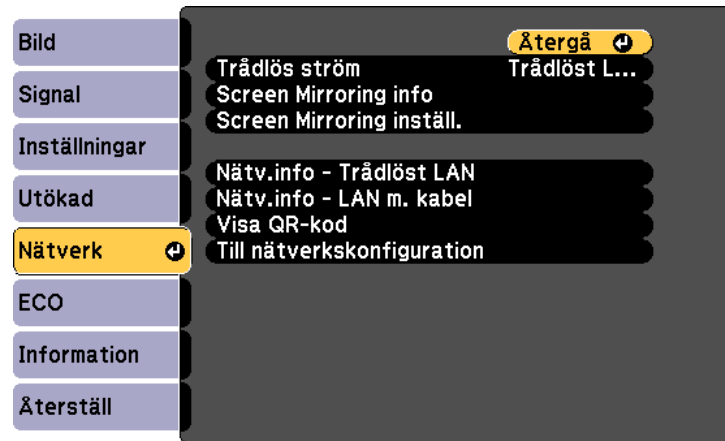 Bild
Signal
Inställningar
Utökad
Nätverk
ECO
Information
Återställ
Återgå
Trådlös ström Trådlöst L...
Screen Mirroring info
Screen Mirroring inställ.
Nätv.info - Trådlöst LAN
Nätv.info - LAN m. kabel
Visa QR-kod
Till nätverkskonfiguration